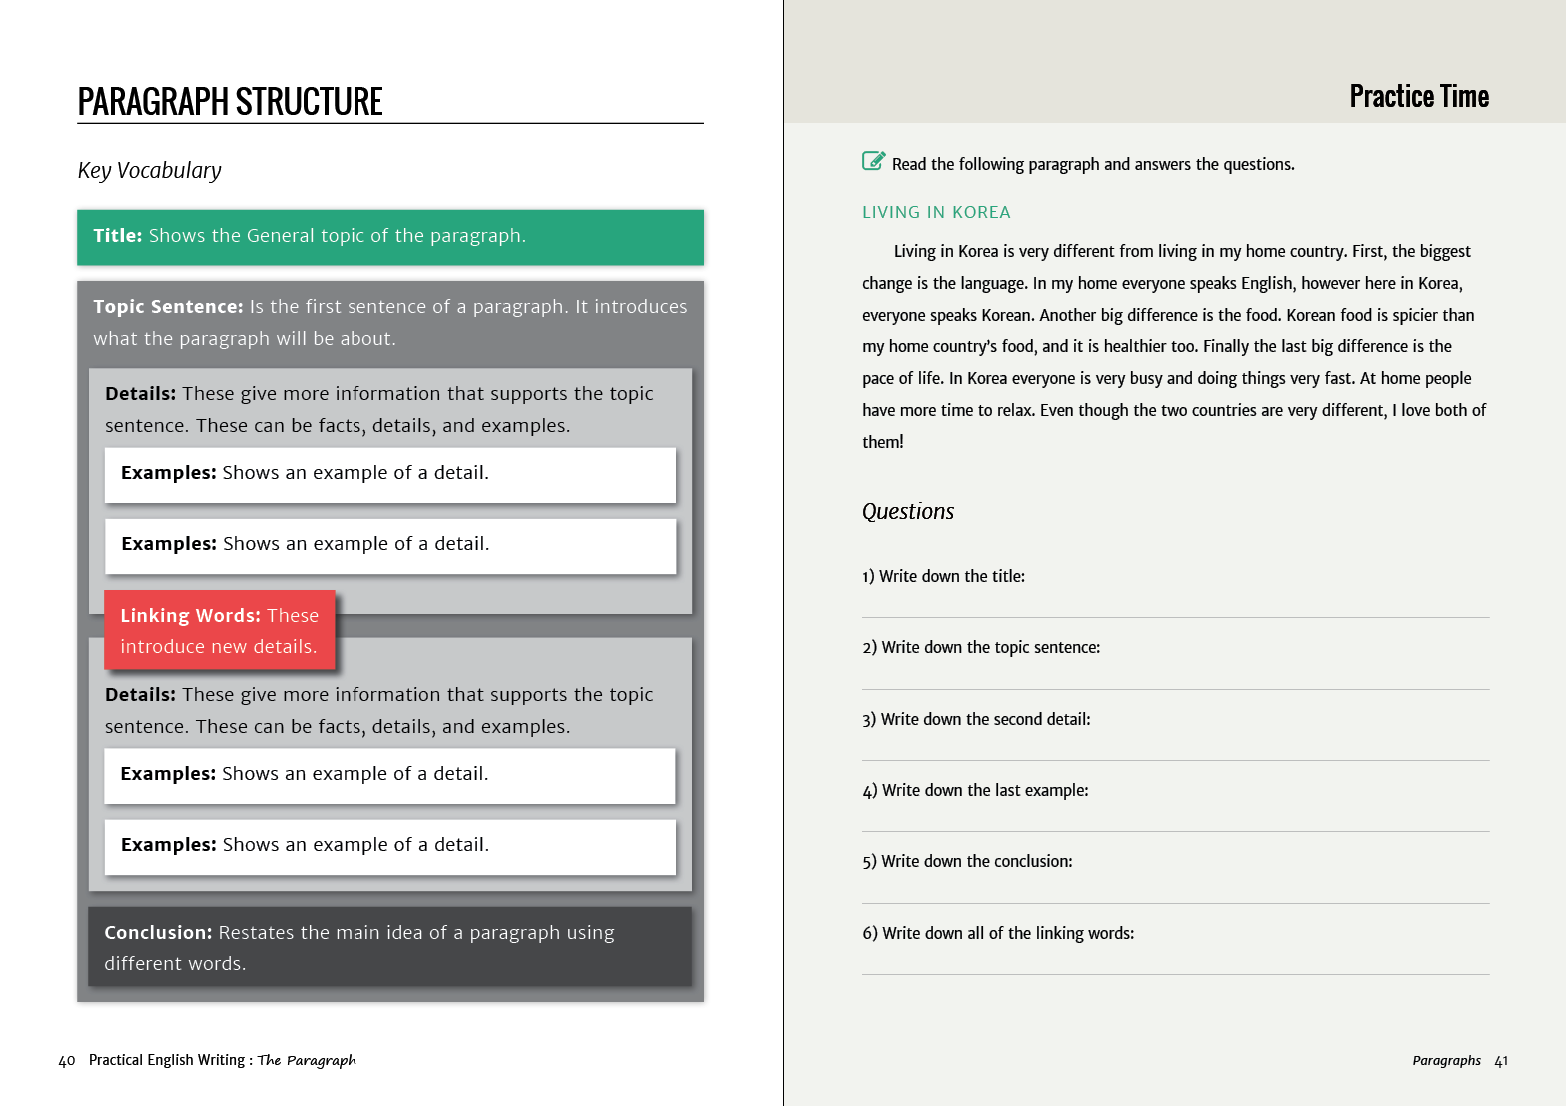 PARAGRAPH STRUCTURE
Key Vocabulary
Title: Shows the General topic of the paragraph.
Topic Sentence: Is the first sentence of a paragraph. It introduces
what the paragraph will be about.
Details: These give more information that supports the topic
sentence. These can be facts, details, and examples.
Examples: Shows an example of a detail.
Examples: Shows an example of a detail.
Linking Words: These
introduce new details.
Details: These give more information that supports the topic
sentence. These can be facts, details, and examples.
Examples: Shows an example of a detail.
Examples: Shows an example of a detail.
Conclusion: Restates the main idea of a paragraph using
different words.
40 Practical English Writing : The Paragraph
Practice Time
Read the following paragraph and answers the questions.
LIVING IN KOREA
Living in Korea is very different from living in my home country. First, the biggest
change is the language. In my home everyone speaks English, however here in Korea,
everyone speaks Korean. Another big difference is the food. Korean food is spicier than
my home country's food, and it is healthier too. Finally the last big difference is the
pace of life. In Korea everyone is very busy and doing things very fast. At home people
have more time to relax. Even though the two countries are very different, I love both of
them!
Questions
1) Write down the title:
2) Write down the topic sentence:
3) Write down the second detail:
4) Write down the last example:
5) Write down the conclusion:
6) Write down all of the linking words:
Paragraphs 41